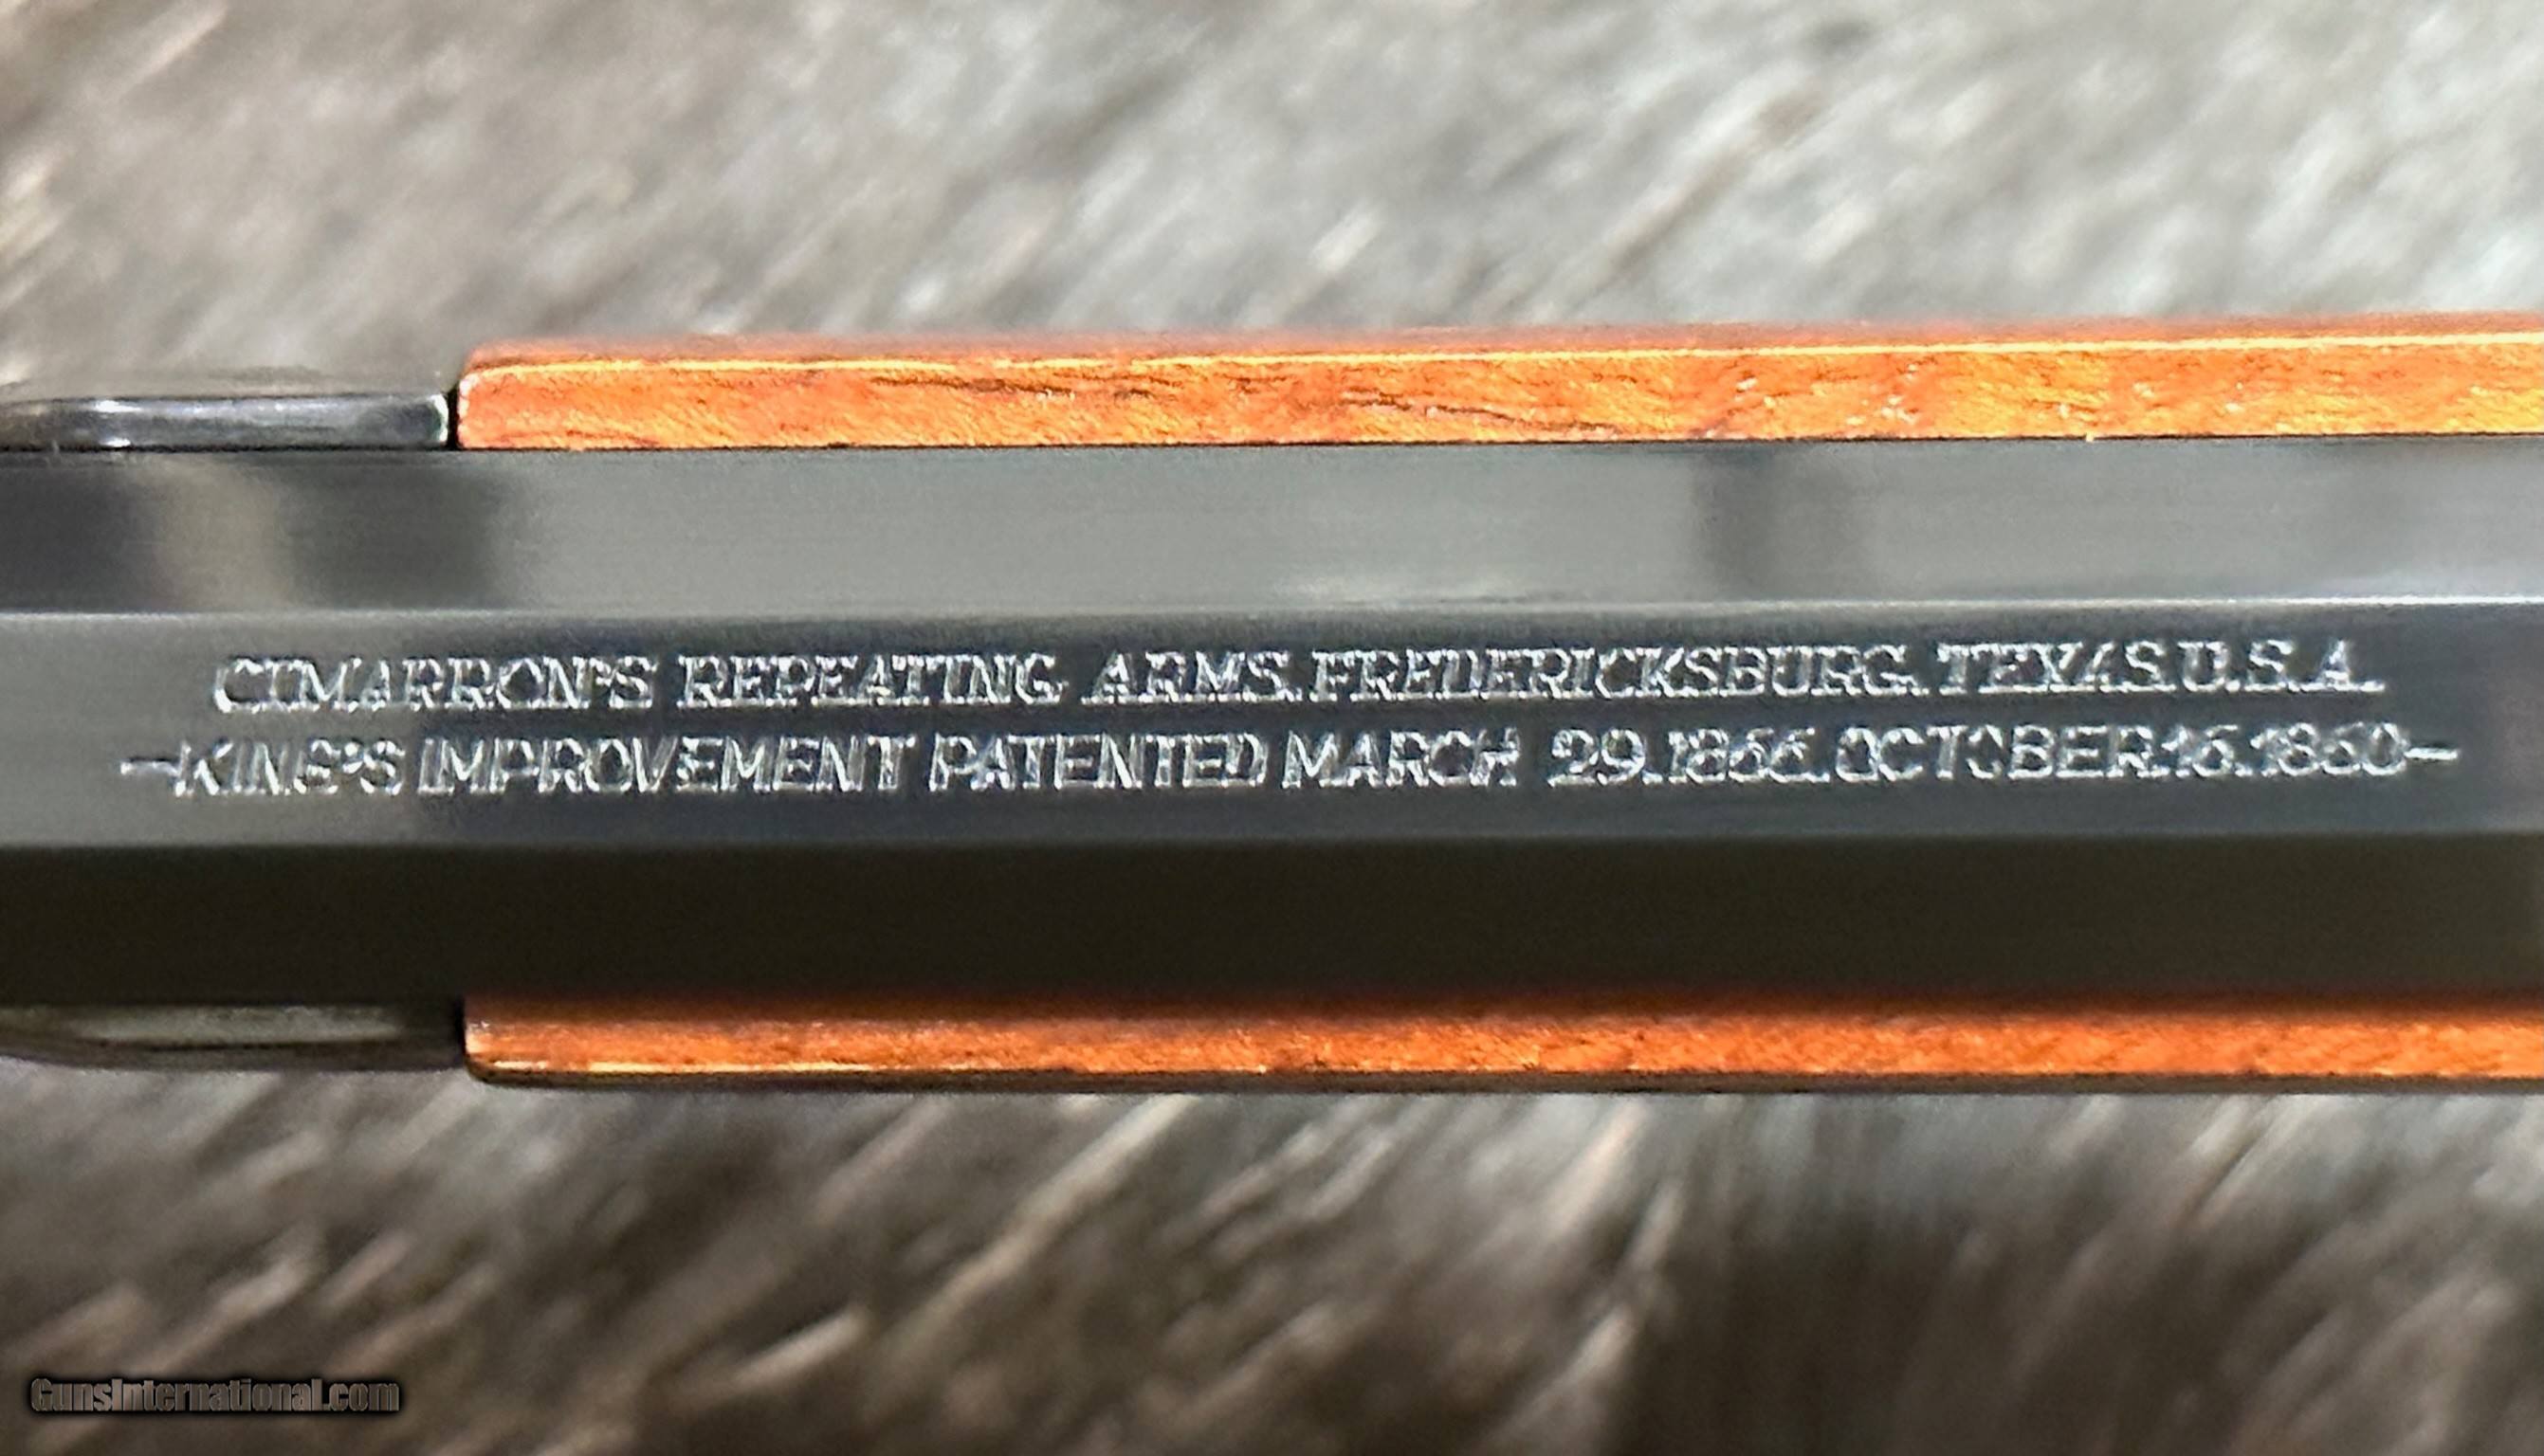 CIMARRON'S REPEATING ARMS. FREDERICKSBURG. TEXAS. U.S.A.
—KING'S IMPROVEMENT PATENTED MARCH 29. 1866. OCTOBER. 16. 1860—
GunsInternational.com